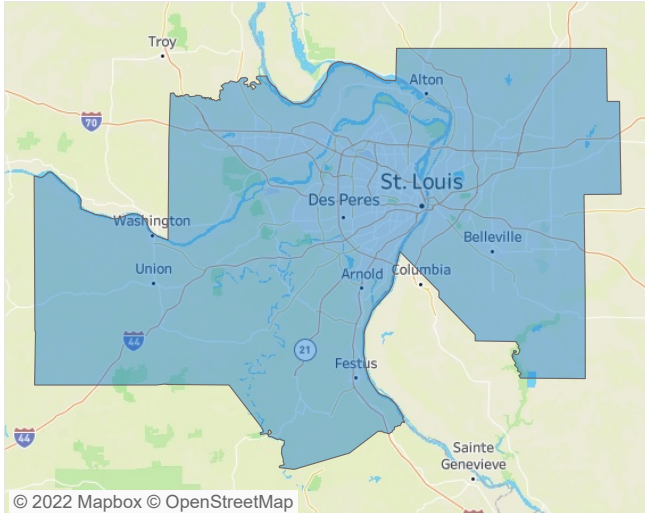 Troy
Alton
70
St. Louis
Des Peres
Washington
Belleville
Union
Arnold
Columbia
44
21
Festus
44
Sainte
Genevieve
© 2022 Mapbox © OpenStreetMap